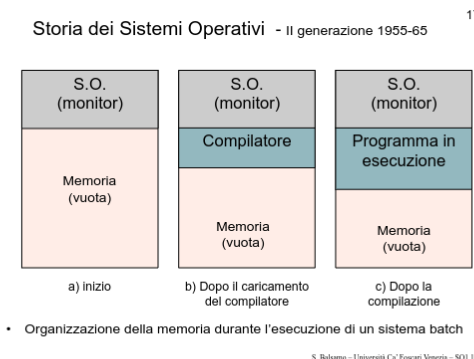 17
Storia dei Sistemi Operativi - II generazione 1955-65
S.O.
(monitor)
Memoria
(vuota)
S.O.
(monitor)
Compilatore
Memoria
(vuota)
S.O.
(monitor)
Programma in
esecuzione
Memoria
(vuota)
a) inizio
b) Dopo il caricamento
del compilatore
c) Dopo la
compilazione
• Organizzazione della memoria durante l'esecuzione di un sistema batch
S. Balsamo – Università Ca' Foscari Venezia – SO1.1